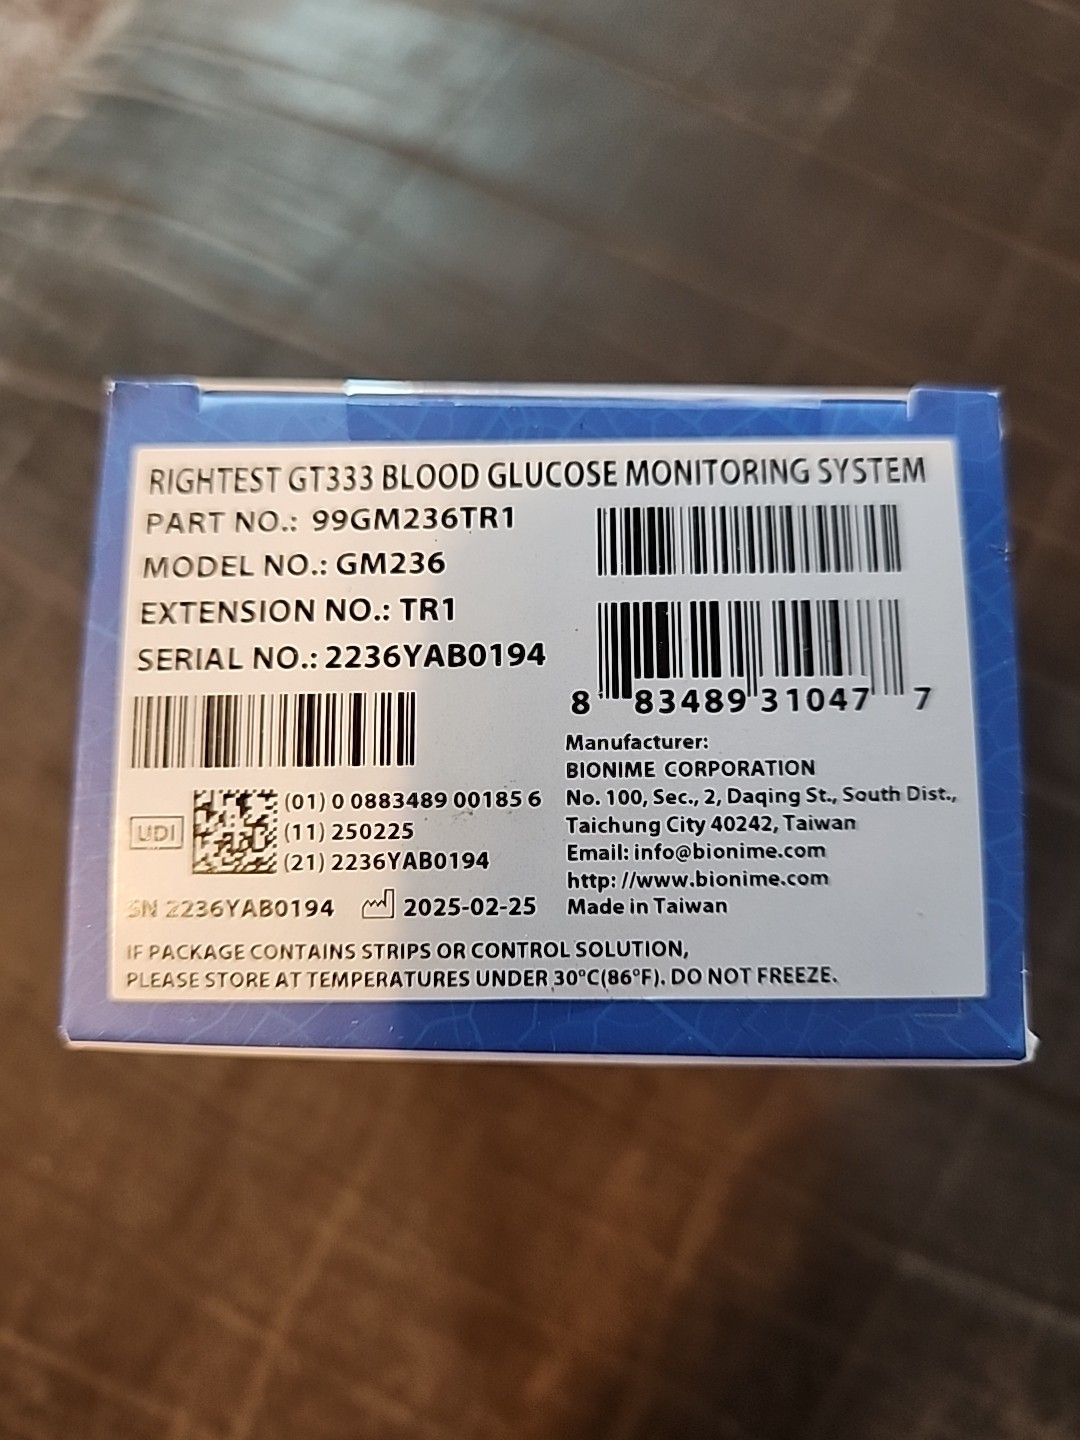 RIGHTEST GT333 BLOOD GLUCOSE MONITORING SYSTEM
PART NO.: 99GM236TR1
MODEL NO.: GM236
EXTENSION NO.: TR1
SERIAL NO.: 2236YAB0194
8 83489 31047 7
UDI
(01) 0 0883489 00185 6
(11) 250225
(21) 2236YAB0194
SN 2236YAB0194
2025-02-25
Manufacturer:
BIONIME CORPORATION
No. 100, Sec., 2, Daqing St., South Dist.,
Taichung City 40242, Taiwan
Email: info@bionime.com
http: //www.bionime.com
Made in Taiwan
IF PACKAGE CONTAINS STRIPS OR CONTROL SOLUTION,
PLEASE STORE AT TEMPERATURES UNDER 30°C(86°F). DO NOT FREEZE.